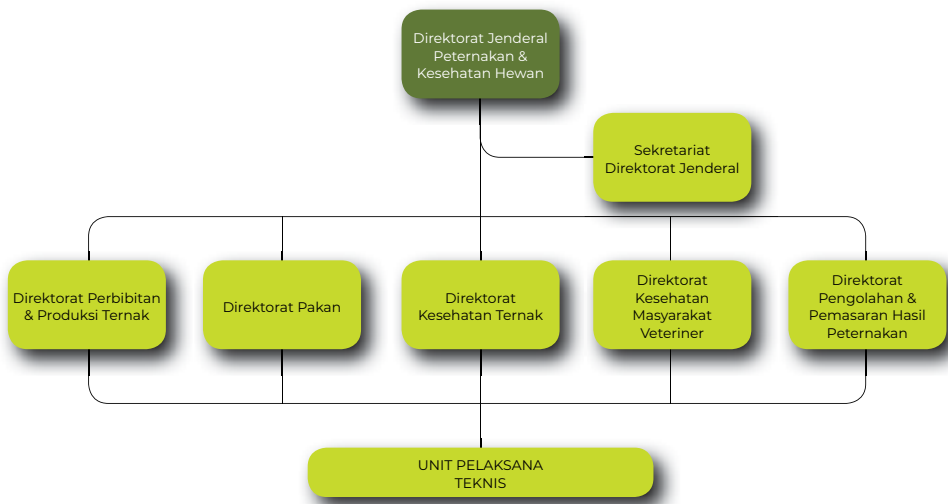 Direktorat Jenderal
Peternakan &
Kesehatan Hewan
Sekretariat
Direktorat Jenderal
Direktorat Perbibitan
& Produksi Ternak
Direktorat Pakan
Direktorat
Kesehatan Ternak
Direktorat
Kesehatan
Masyarakat
Veteriner
Direktorat
Pengolahan &
Pemasaran Hasil
Peternakan
UNIT PELAKSANA
TEKNIS